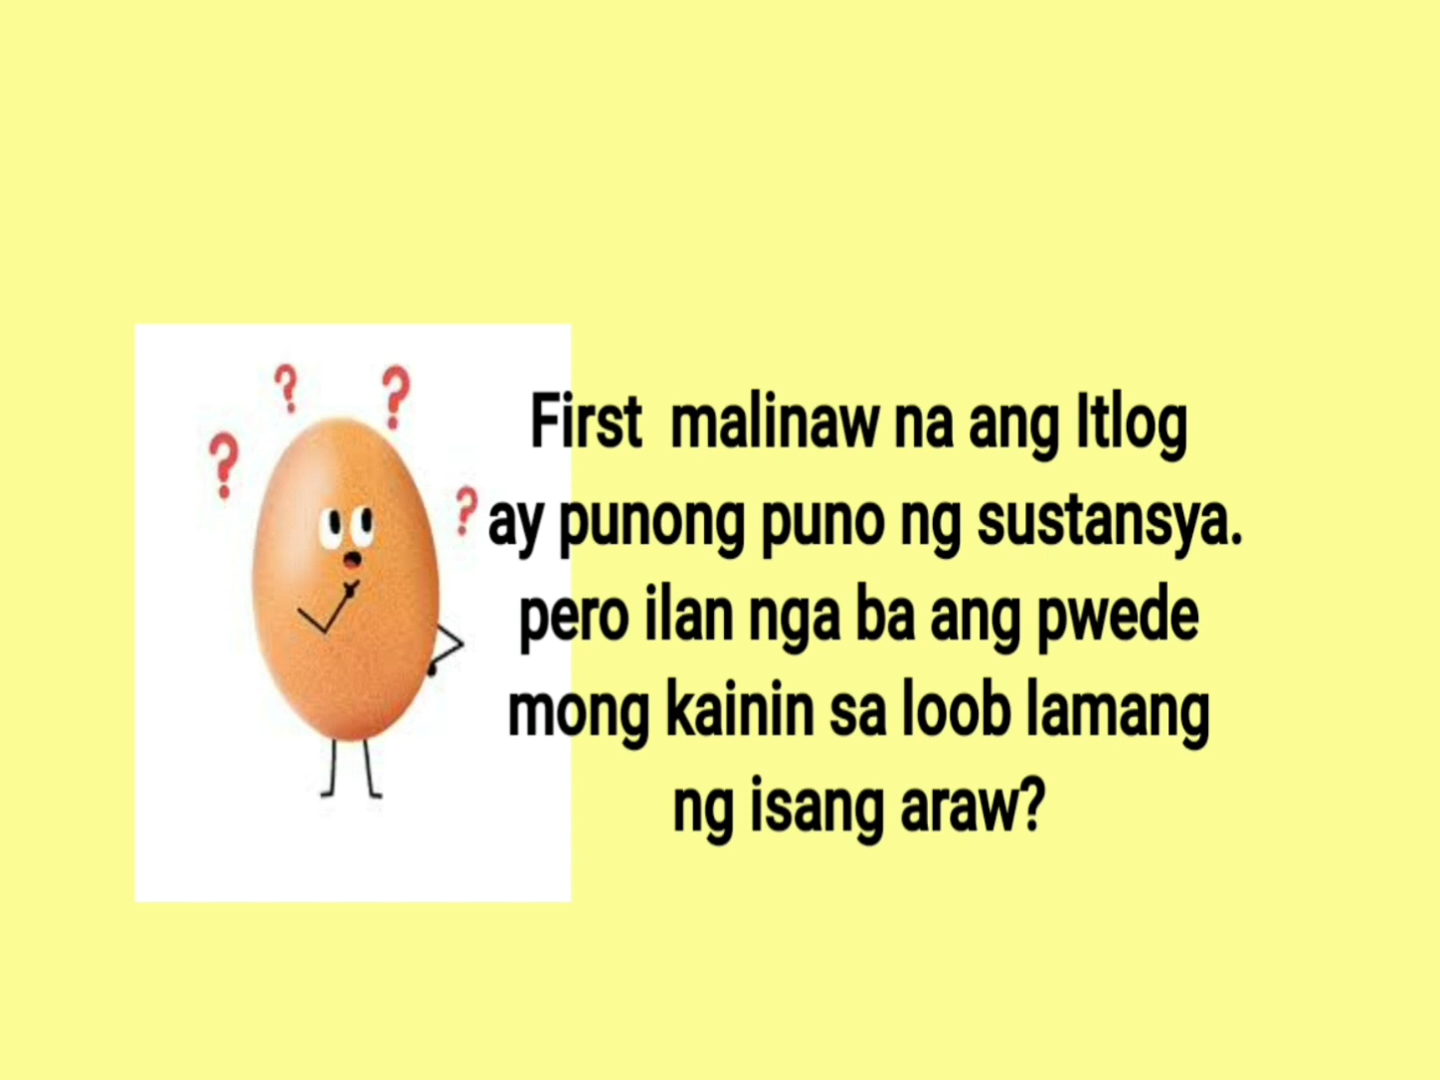 First malinaw na ang Itlog
ay punong puno ng sustansya.
pero ilan nga ba ang pwede
mong kainin sa loob lamang
ng isang araw?